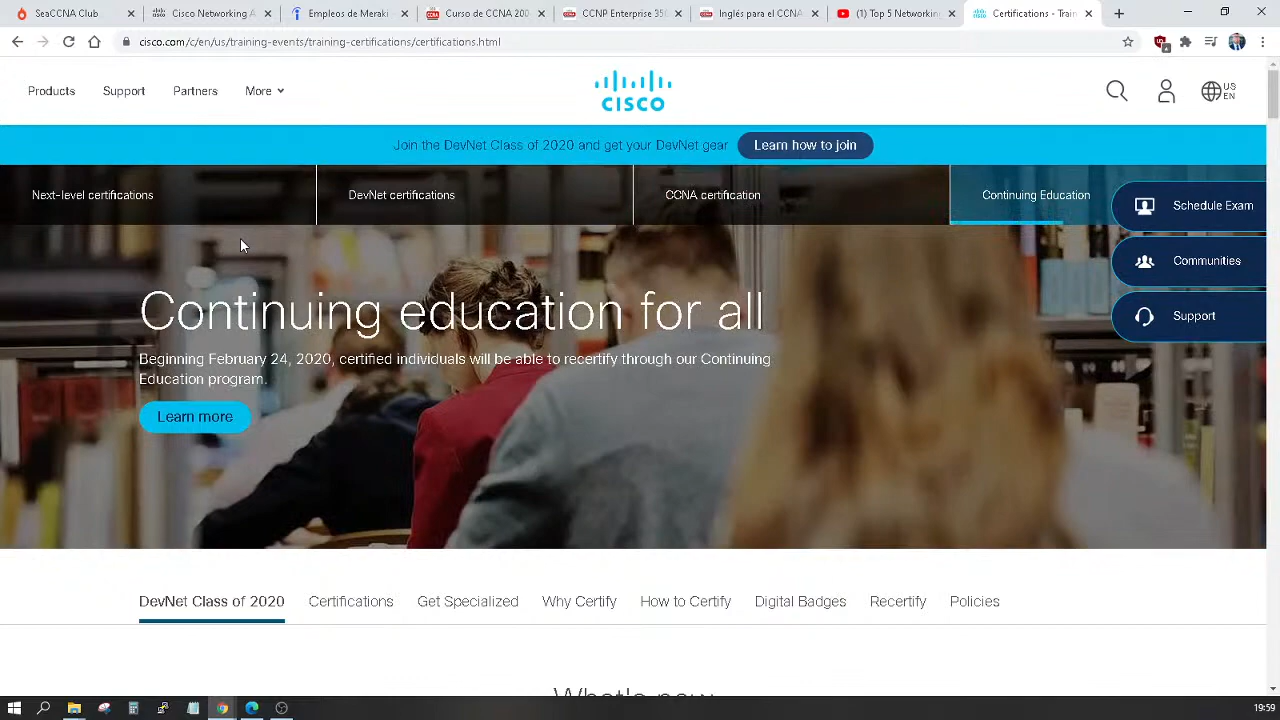 SeaCCNA Club
Cisco Networking A
Empleos de Meraki
Curso de CCNA 200
CCNP Enterprise 35
Inglés para el CCNA
(1) Top 5 Networking
Certifications - Train
cisco.com/c/en/us/training-events/training-certifications/certifications.html
Products
Support
Partners
More
CISCO
US
EN
Join the DevNet Class of 2020 and get your DevNet gear
Learn how to join
Next-level certifications
DevNet certifications
CCNA certification
Continuing Education
Schedule Exam
Communities
Support
Continuing education for all
Beginning February 24, 2020, certified individuals will be able to recertify through our Continuing
Education program.
Learn more
DevNet Class of 2020
Certifications
Get Specialized
Why Certify
How to Certify
Digital Badges
Recertify
Policies
What's new
19:59